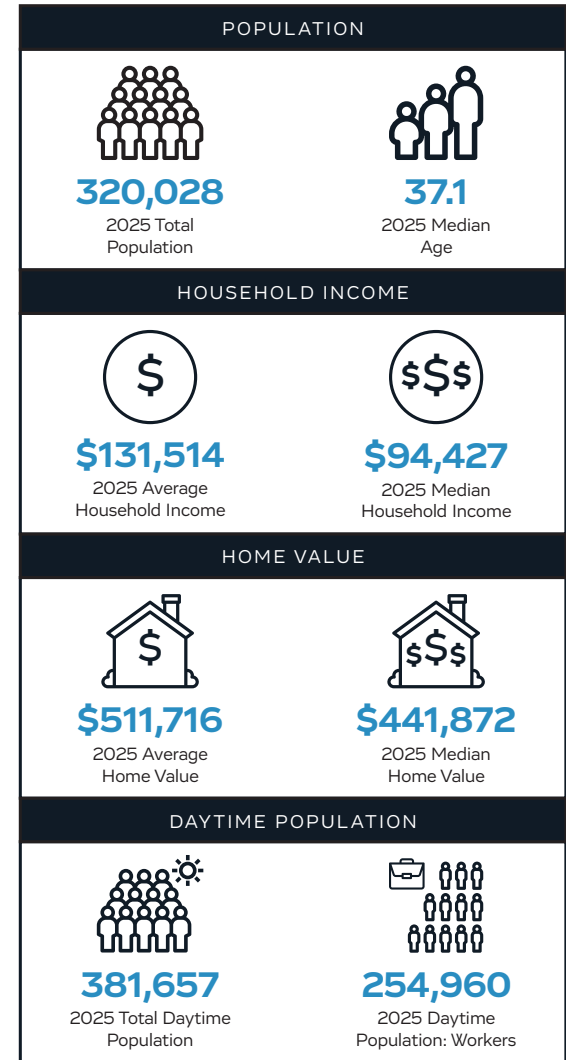 POPULATION
320,028
2025 Total
Population
37.1
2025 Median
Age
HOUSEHOLD INCOME
$
$131,514
2025 Average
Household Income
$$$
$94,427
2025 Median
Household Income
HOME VALUE
$
$511,716
2025 Average
Home Value
$$$
$441,872
2025 Median
Home Value
DAYTIME POPULATION
381,657
2025 Total Daytime
Population
254,960
2025 Daytime
Population: Workers